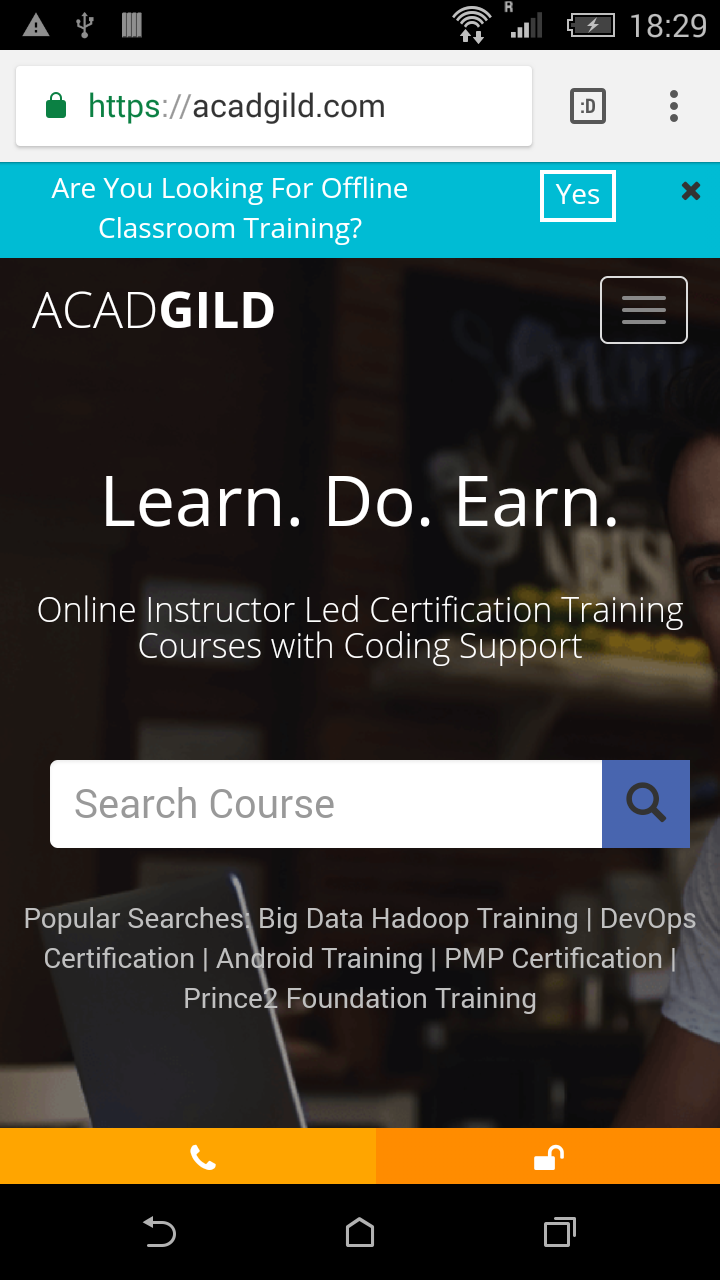 R
18:29
https://acadgild.com
:D
Are You Looking For Offline
Classroom Training?
Yes
ACADGILD
Learn. Do. Earn.
Online Instructor Led Certification Training
Courses with Coding Support
Search Course
Popular Searches: Big Data Hadoop Training | DevOps
Certification | Android Training | PMP Certification |
Prince2 Foundation Training